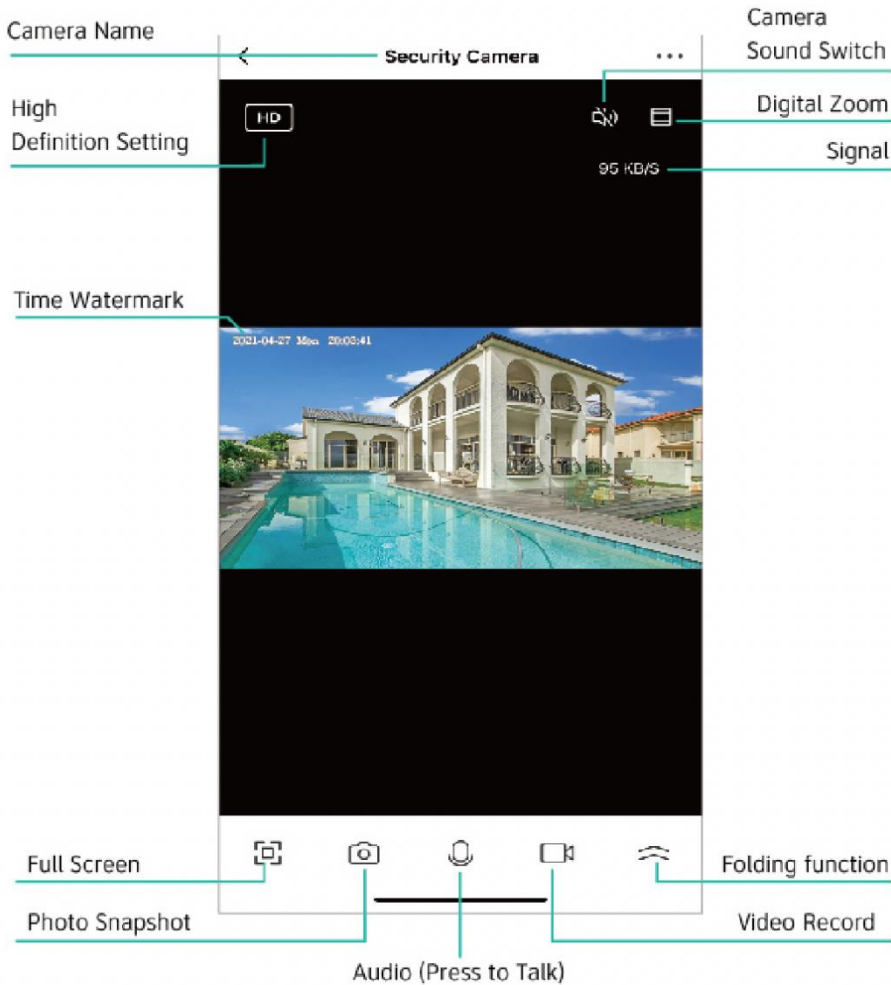 Camera
Camera Name
Sound Switch
Security Camera
High
Definition Setting
HD
Digital Zoom
Signal
95 KB/S
Time Watermark
2021-04-27 Mon 20:03:41
Full Screen
Folding function
Photo Snapshot
Video Record
Audio (Press to Talk)